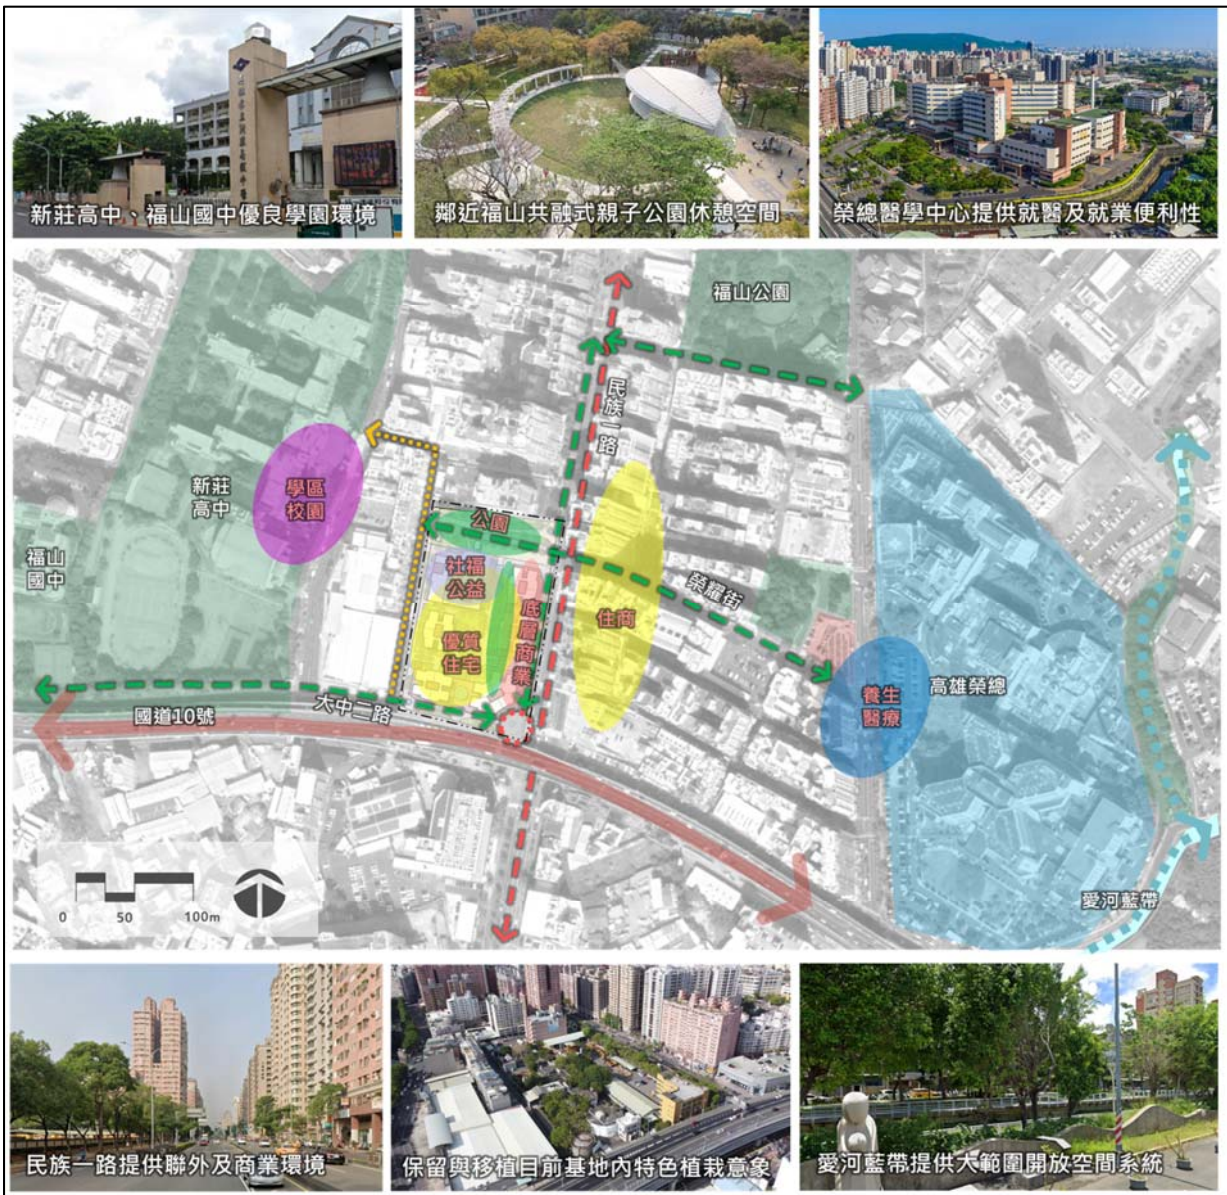 新莊高中、福山國中優良學園環境
鄰近福山共融式親子公園休憩空間
榮總醫學中心提供就醫及就業便利性
福山公園
民族一路
新莊
高中
學區
校園
福山
國中
公園
社福
公益
優質
住宅
底層商業
住商
榮耀街
養生
醫療
高雄榮總
大中二路
國道10號
愛河藍帶
0 50 100m
民族一路提供聯外及商業環境
保留與移植目前基地內特色植栽意象
愛河藍帶提供大範圍開放空間系統